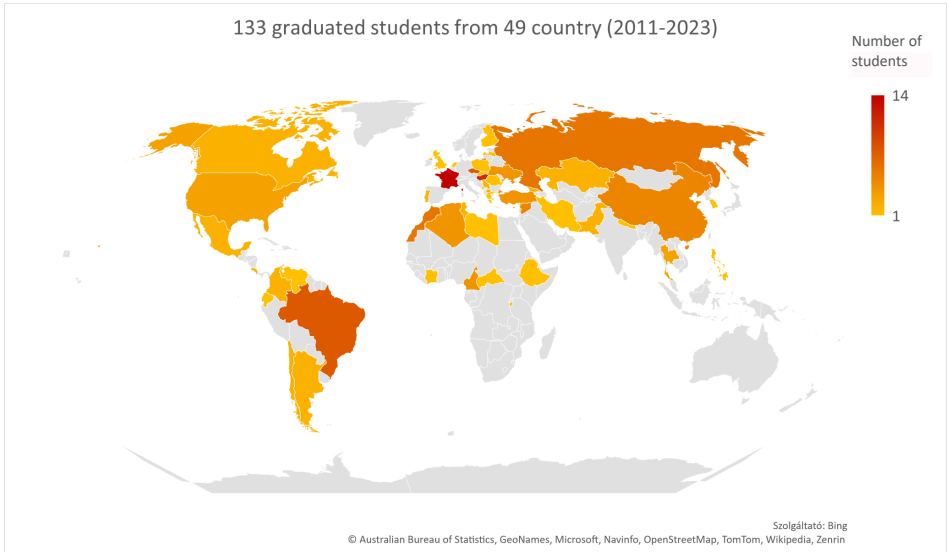 133 graduated students from 49 country (2011-2023)
Number of
students
14
1
Szolgáltató: Bing
© Australian Bureau of Statistics, GeoNames, Microsoft, Navinfo, OpenStreetMap, TomTom, Wikipedia, Zenrin